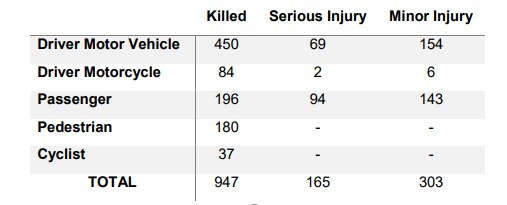 Killed Serious Injury Minor Injury
Driver Motor Vehicle 450 69 154
Driver Motorcycle 84 2 6
Passenger 196 94 143
Pedestrian 180 - -
Cyclist 37 - -
TOTAL 947 165 303